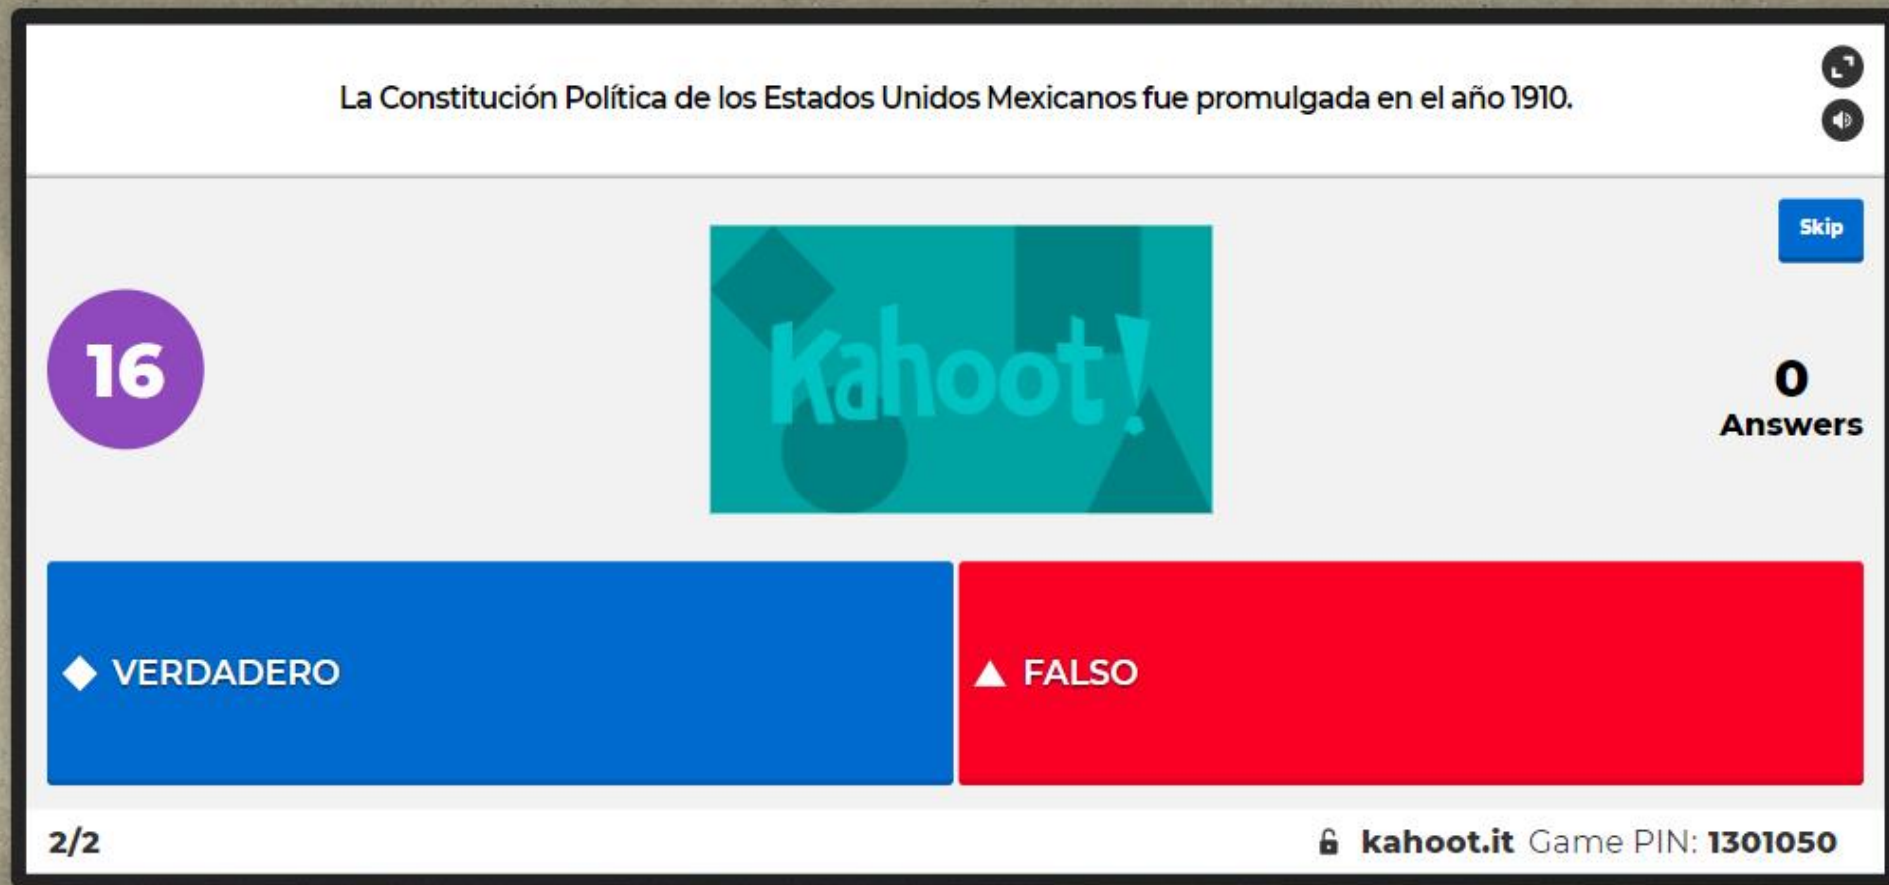 La Constitución Política de los Estados Unidos Mexicanos fue promulgada en el año 1910.
Skip
16
Kahoot!
0
Answers
VERDADERO
FALSO
2/2
kahoot.it Game PIN: 1301050